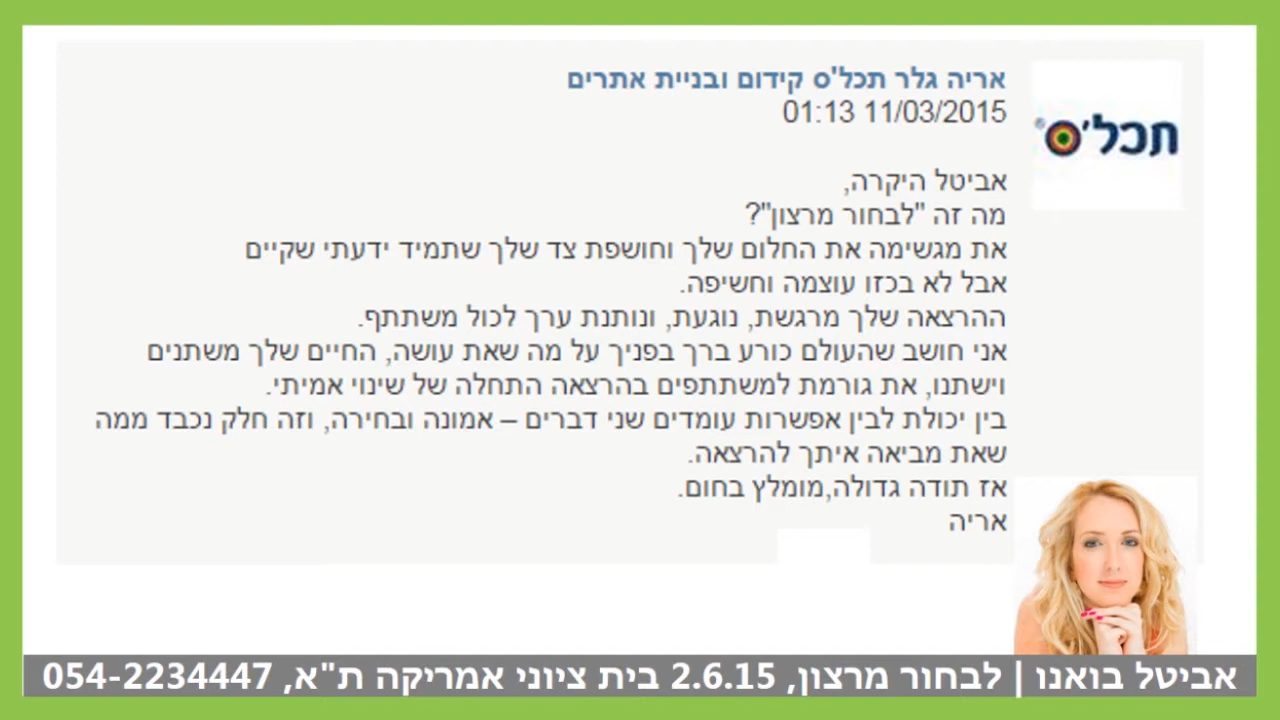 אריה גלר תכל'ס קידום ובניית אתרים
01:13 11/03/2015
תכל'ס®
אביטל היקרה,
מה זה "לבחור מרצון"?
את מגשימה את החלום שלך וחושפת צד שלך שתמיד ידעתי שקיים
אבל לא בכזו עוצמה וחשיפה.
ההרצאה שלך מרגשת, נוגעת, ונותנת ערך לכול משתתף.
אני חושב שהעולם כורע ברך בפניך על מה שאת עושה, החיים שלך משתנים
וישתנו, את גורמת למשתתפים בהרצאה התחלה של שינוי אמיתי.
בין יכולת לבין אפשרות עומדים שני דברים – אמונה ובחירה, וזה חלק נכבד ממה
שאת מביאה איתך להרצאה.
אז תודה גדולה,מומלץ בחום.
אריה
אביטל בואנו | לבחור מרצון, 2.6.15 בית ציוני אמריקה ת"א, 054-2234447